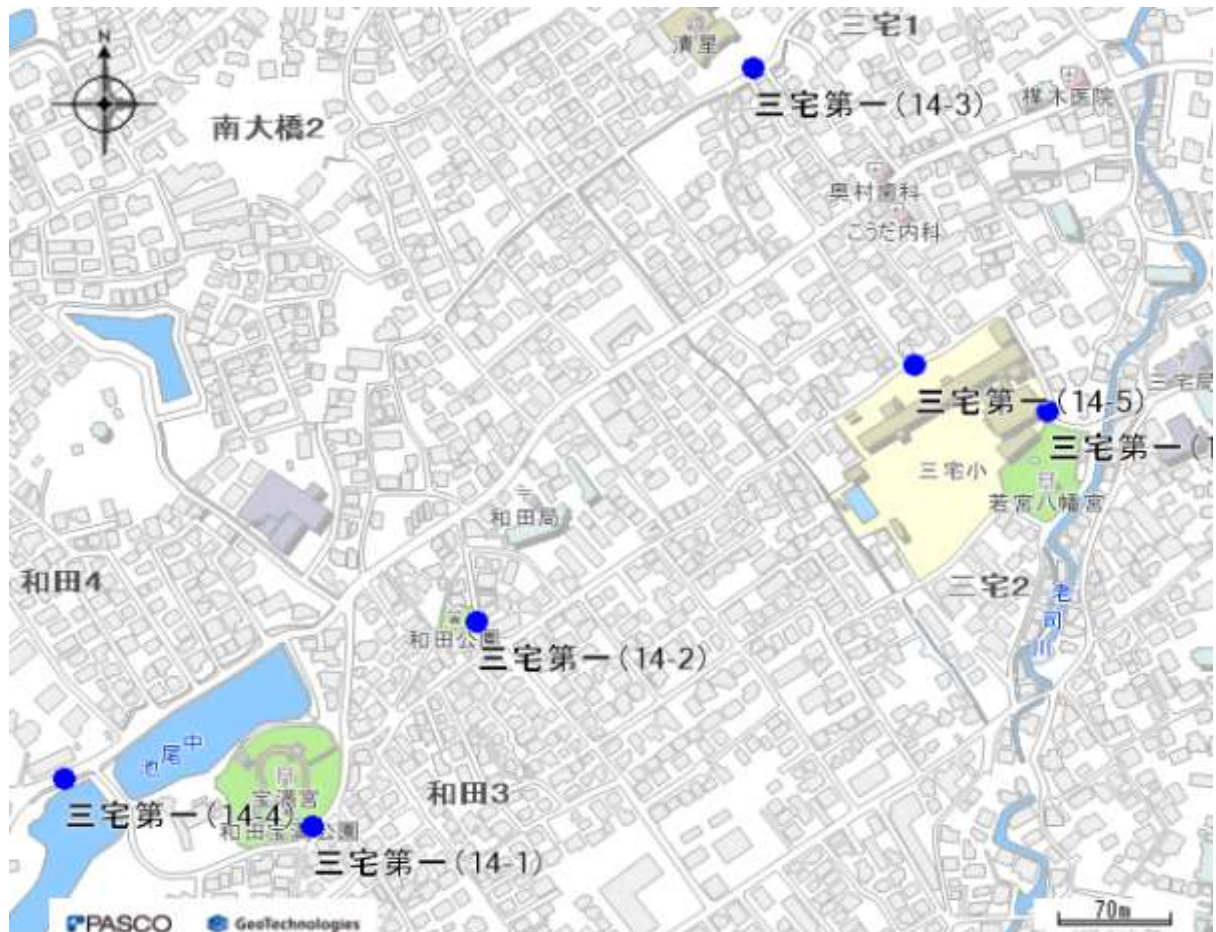 N
三宅1
清星
三宅第一(14-3)
榁木医院
南大橋2
奥村歯科
こうだ内科
三宅局
三宅第一(14-5)
三宅第一(1
三宅小
若宮八幡宮
和田局
和田4
三宅2
老司川
和田公園
三宅第一(14-2)
中尾池
宝満宮
和田3
三宅第一(14-4)
和田宝満公園
三宅第一(14-1)
PASCO
GeoTechnologies
70m